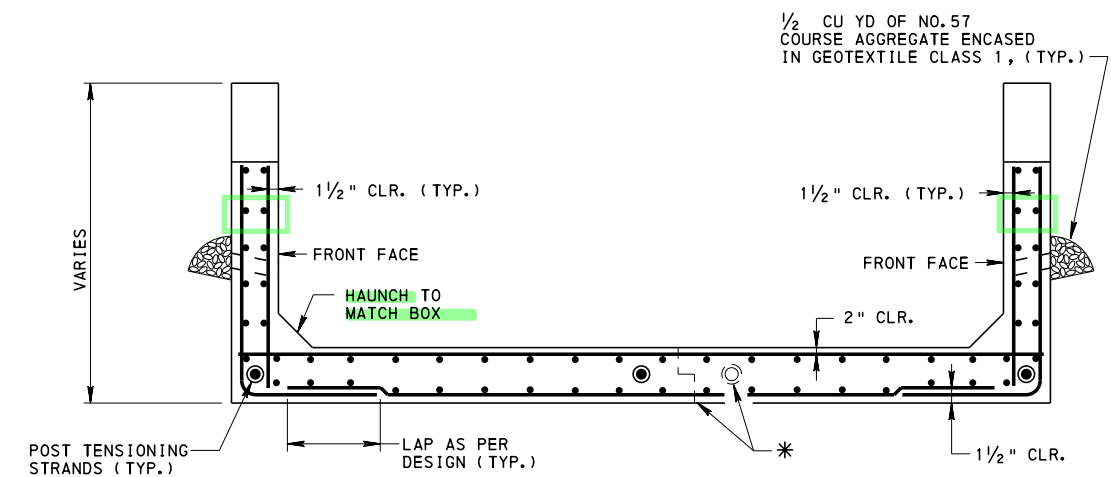 ½ CU YD OF NO.57
COURSE AGGREGATE ENCASED
IN GEOTEXTILE CLASS 1, (TYP.)
1½" CLR. (TYP.)
1½" CLR. (TYP.)
VARIES
FRONT FACE
FRONT FACE
HAUNCH TO
MATCH BOX
2" CLR.
POST TENSIONING
STRANDS (TYP.)
LAP AS PER
DESIGN (TYP.)
*
1½" CLR.